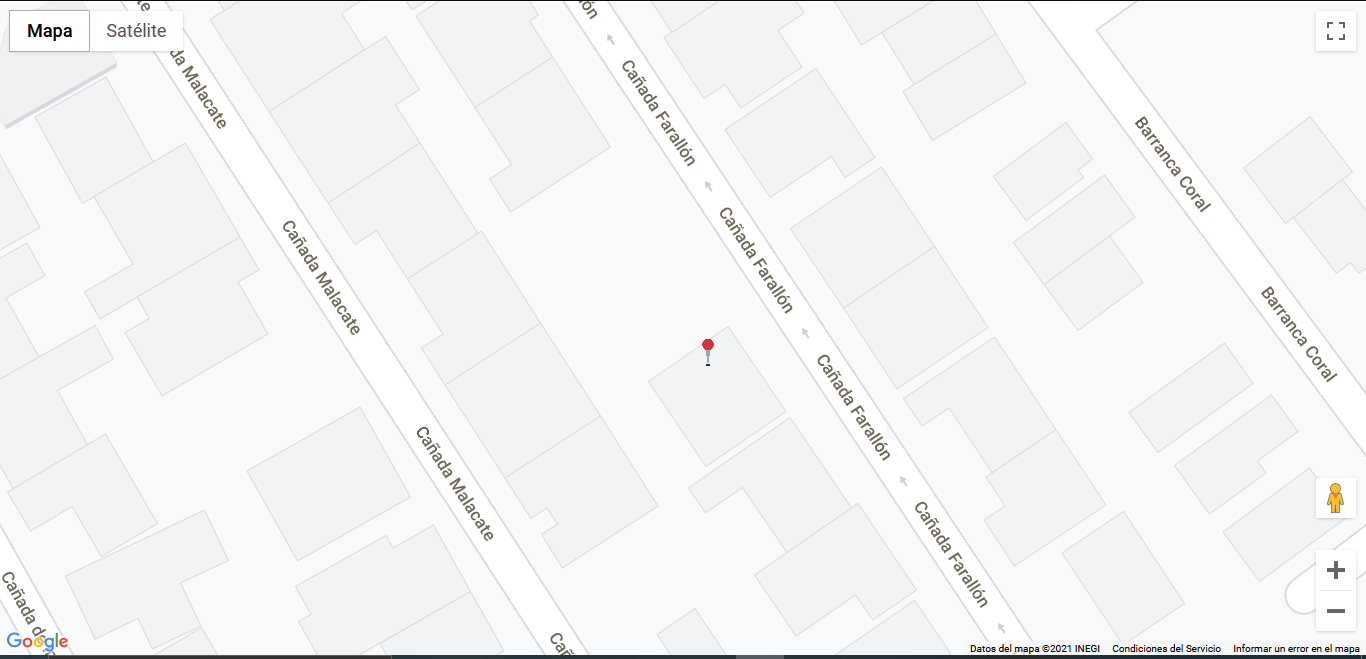 Mapa
Satélite
da Malacate
Cañada Malacate
Cañada Malacate
Cañada Farallón
Cañada Farallón
Cañada Farallón
Cañada Farallón
Barranca Coral
Barranca Coral
Google
Datos del mapa ©2021 INEGI
Condiciones del Servicio
Informar un error en el mapa